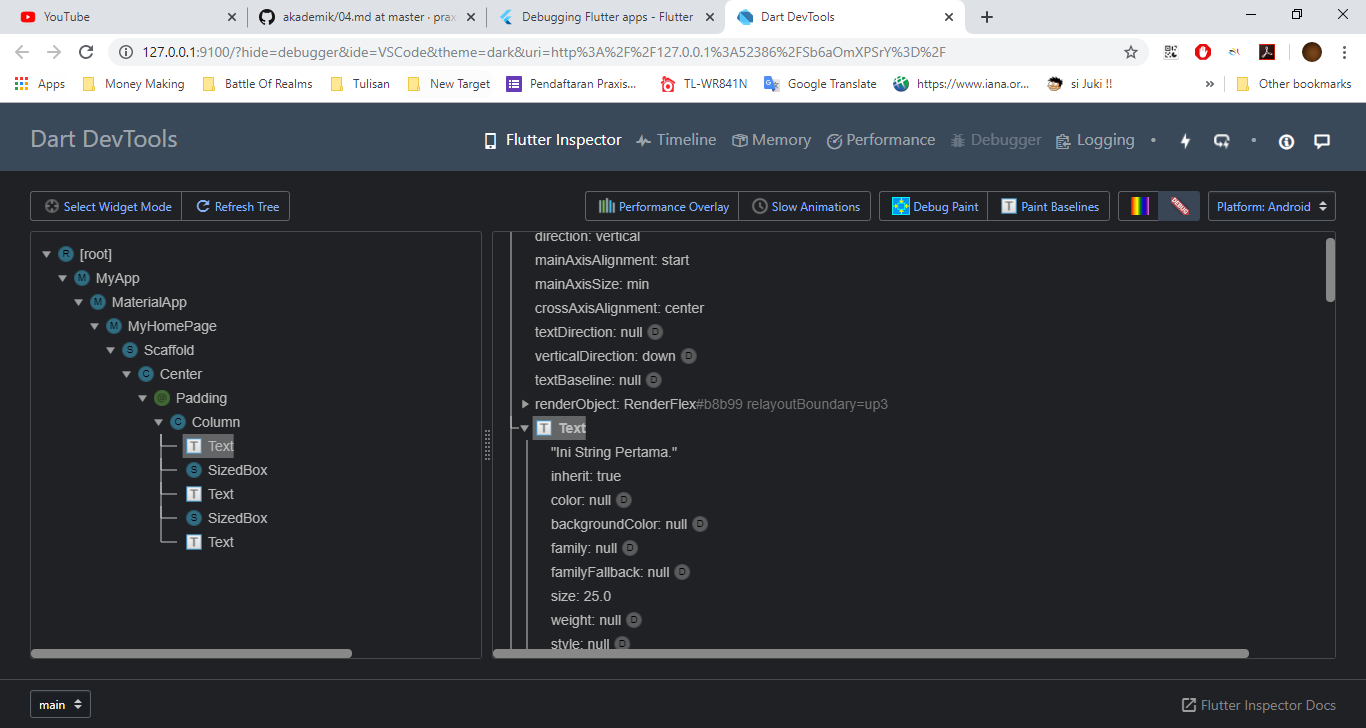 YouTube
akademik/04.md at master · prax
Debugging Flutter apps - Flutter
Dart DevTools
127.0.0.1:9100/?hide=debugger&ide=VSCode&theme=dark&uri=http%3A%2F%2F127.0.0.1%3A52386%2FSb6aOmXPSrY%3D%2F
Apps
Money Making
Battle Of Realms
Tulisan
New Target
Pendaftaran Praxis...
TL-WR841N
Google Translate
https://www.iana.or...
si Juki !!
»
Other bookmarks
Dart DevTools
Flutter Inspector
Timeline
Memory
Performance
Debugger
Logging
Select Widget Mode
Refresh Tree
Performance Overlay
Slow Animations
Debug Paint
T Paint Baselines
DEBUG
Platform: Android
R [root]
M MyApp
M MaterialApp
M MyHomePage
S Scaffold
C Center
Padding
C Column
T Text
S SizedBox
T Text
S SizedBox
T Text
direction: vertical
mainAxisAlignment: start
mainAxisSize: min
crossAxisAlignment: center
textDirection: null D
verticalDirection: down D
textBaseline: null D
renderObject: RenderFlex#b8b99 relayoutBoundary=up3
T Text
"Ini String Pertama."
inherit: true
color: null D
backgroundColor: null D
family: null D
familyFallback: null D
size: 25.0
weight: null D
style: null D
main
Flutter Inspector Docs